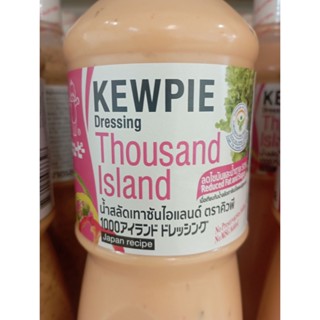 KEWPIE
Dressing
Thousand
Island
น้ำสลัดเทาซันไอแลนด์ ตราคิวพี
1000アイランド ドレッシング
Japan recipe
Reduced Fat and